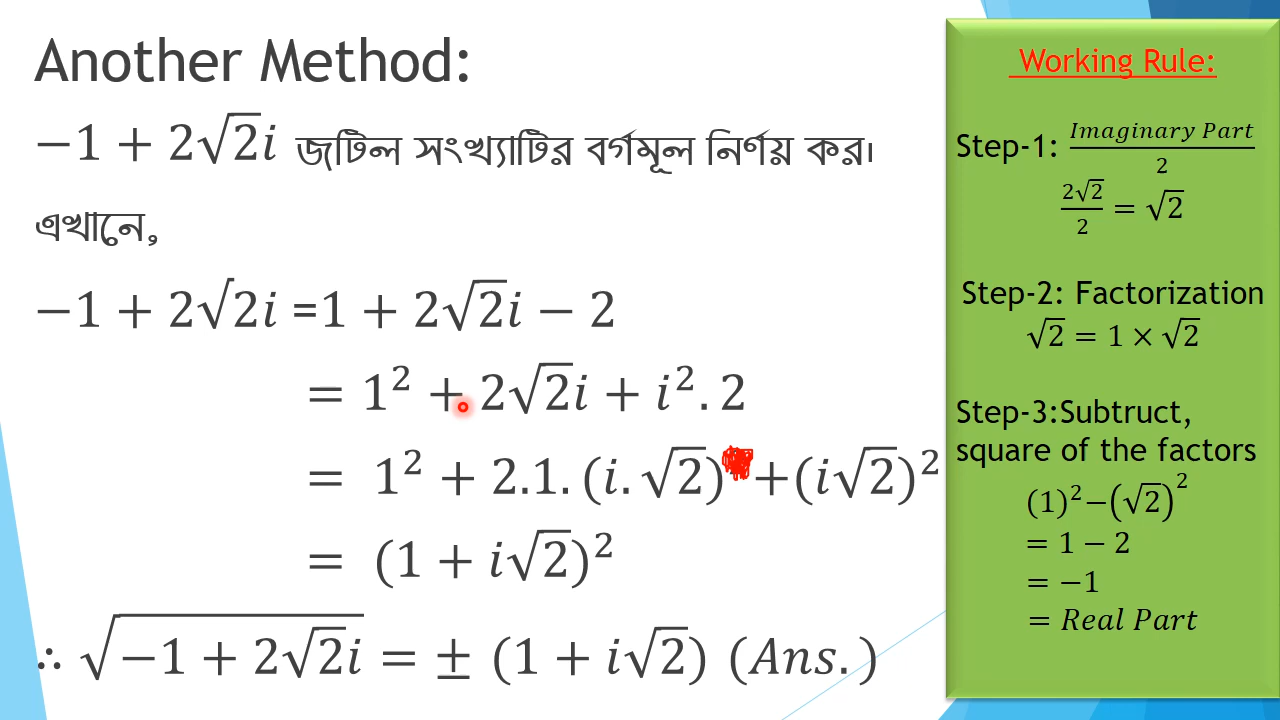 Another Method:
−1 + 2√2i জটিল সংখ্যাটির বর্গমূল নির্ণয় কর।
এখানে,
−1 + 2√2i =1 + 2√2i − 2
= 1² + 2√2i + i². 2
= 1² + 2.1. (i. √2) +(i√2)²
= (1 + i√2)²
∴ √(−1 + 2√2i) = ± (1 + i√2) (Ans. )
Working Rule:
Step-1: Imaginary Part / 2
2√2 / 2 = √2
Step-2: Factorization
√2 = 1 × √2
Step-3:Subtruct,
square of the factors
(1)²−(√2)²
= 1 − 2
= −1
= Real Part